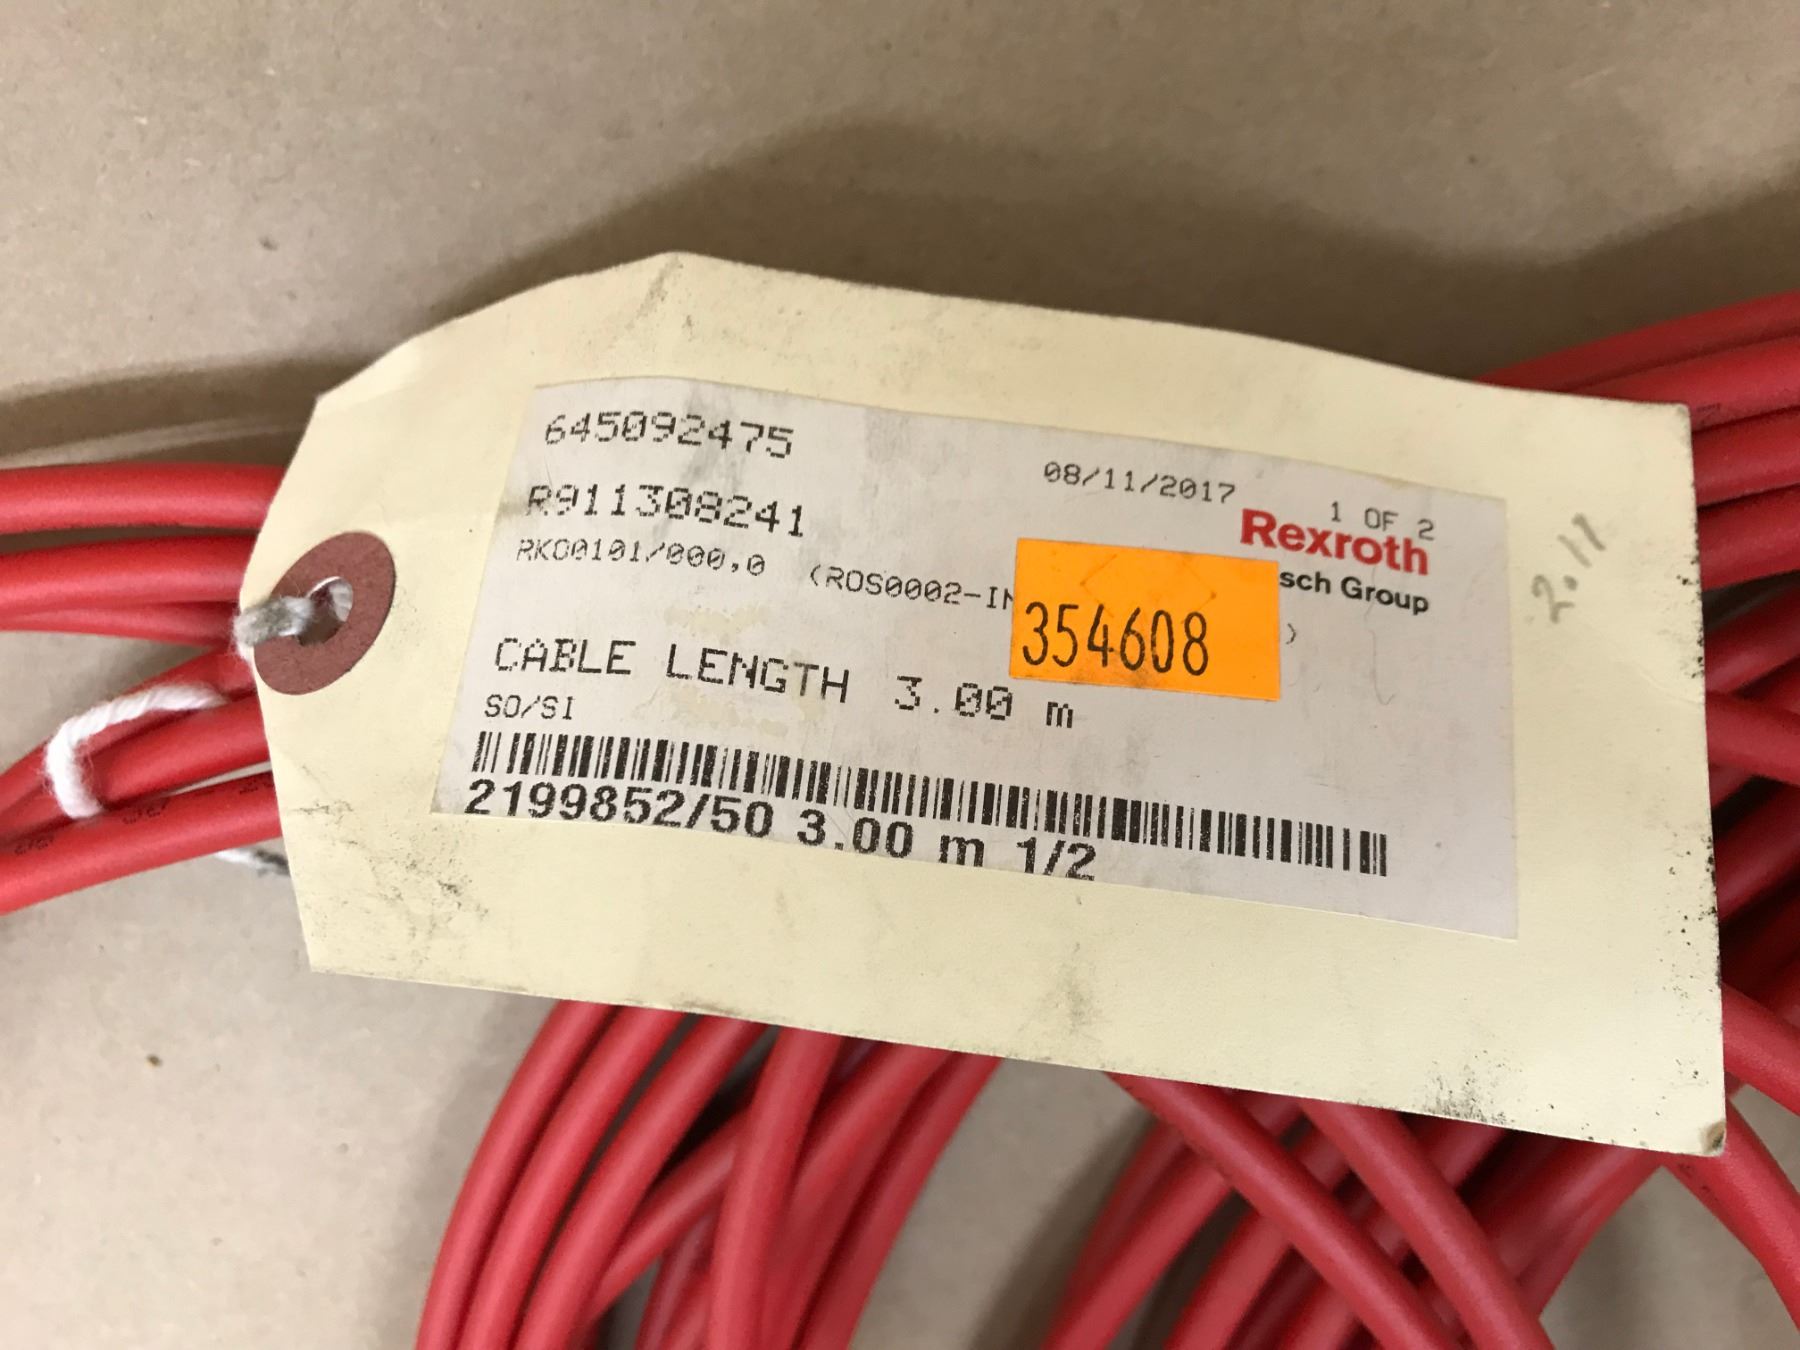 645092475
08/11/2017
1 OF 2
R911308241
Rexroth
RKO0101/000,0 (ROS0002-IN )
sch Group
354608
2.11
CABLE LENGTH 3.00 m
SO/SI
2199852/50 3.00 m 1/2